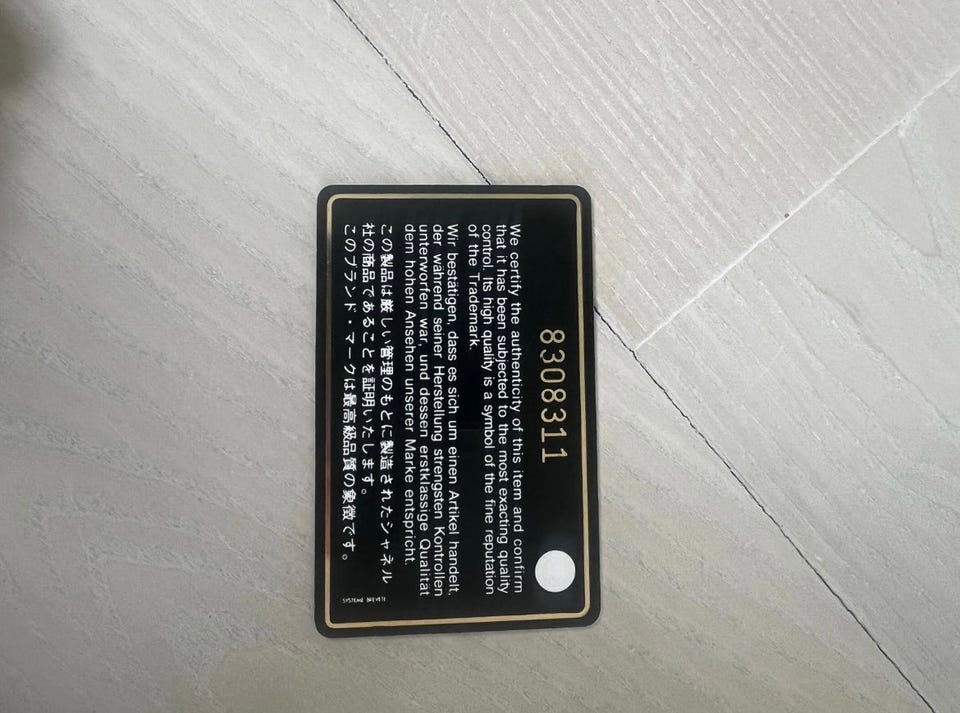 8308311
We certify the authenticity of this item and confirm
that it has been subjected to the most exacting quality
control. Its high quality is a symbol of the fine reputation
of the Trademark.
Wir bestätigen, dass es sich um einen Artikel handelt,
der während seiner Herstellung strengsten Kontrollen
unterworfen war, und dessen erstklassige Qualität
dem hohen Ansehen unserer Marke entspricht.
この製品は厳しい管理のもとに製造されたシャネル
社の商品であることを証明いたします。
このブランド・マークは最高級品質の象徴です。
SYSTEME BREVETE